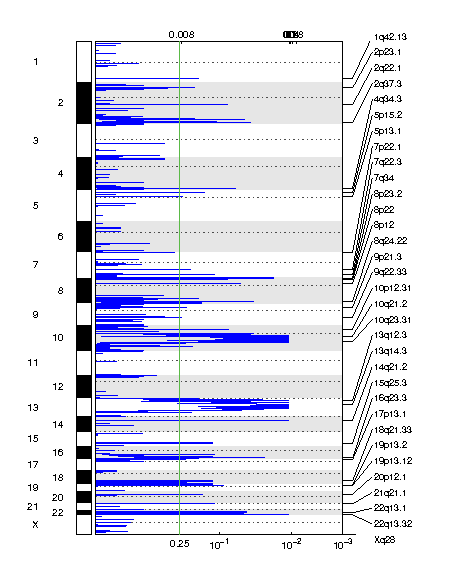 0.008
1q42.13
2p23.1
2q22.1
2q37.3
4q34.3
5p15.2
5p13.1
7p22.1
7q22.3
7q34
8p23.2
8p22
8p12
8q24.22
9p21.3
9q22.33
10p12.31
10q21.2
10q23.31
13q12.3
13q14.3
14q21.2
15q25.3
16q23.3
17p13.1
18q21.33
19p13.2
19p13.12
20p12.1
21q21.1
22q13.1
22q13.32
Xq28
1
2
3
4
5
6
7
8
9
10
11
12
13
14
15
16
17
18
19
20
21
22
X
0.25
10⁻¹
10⁻²
10⁻³